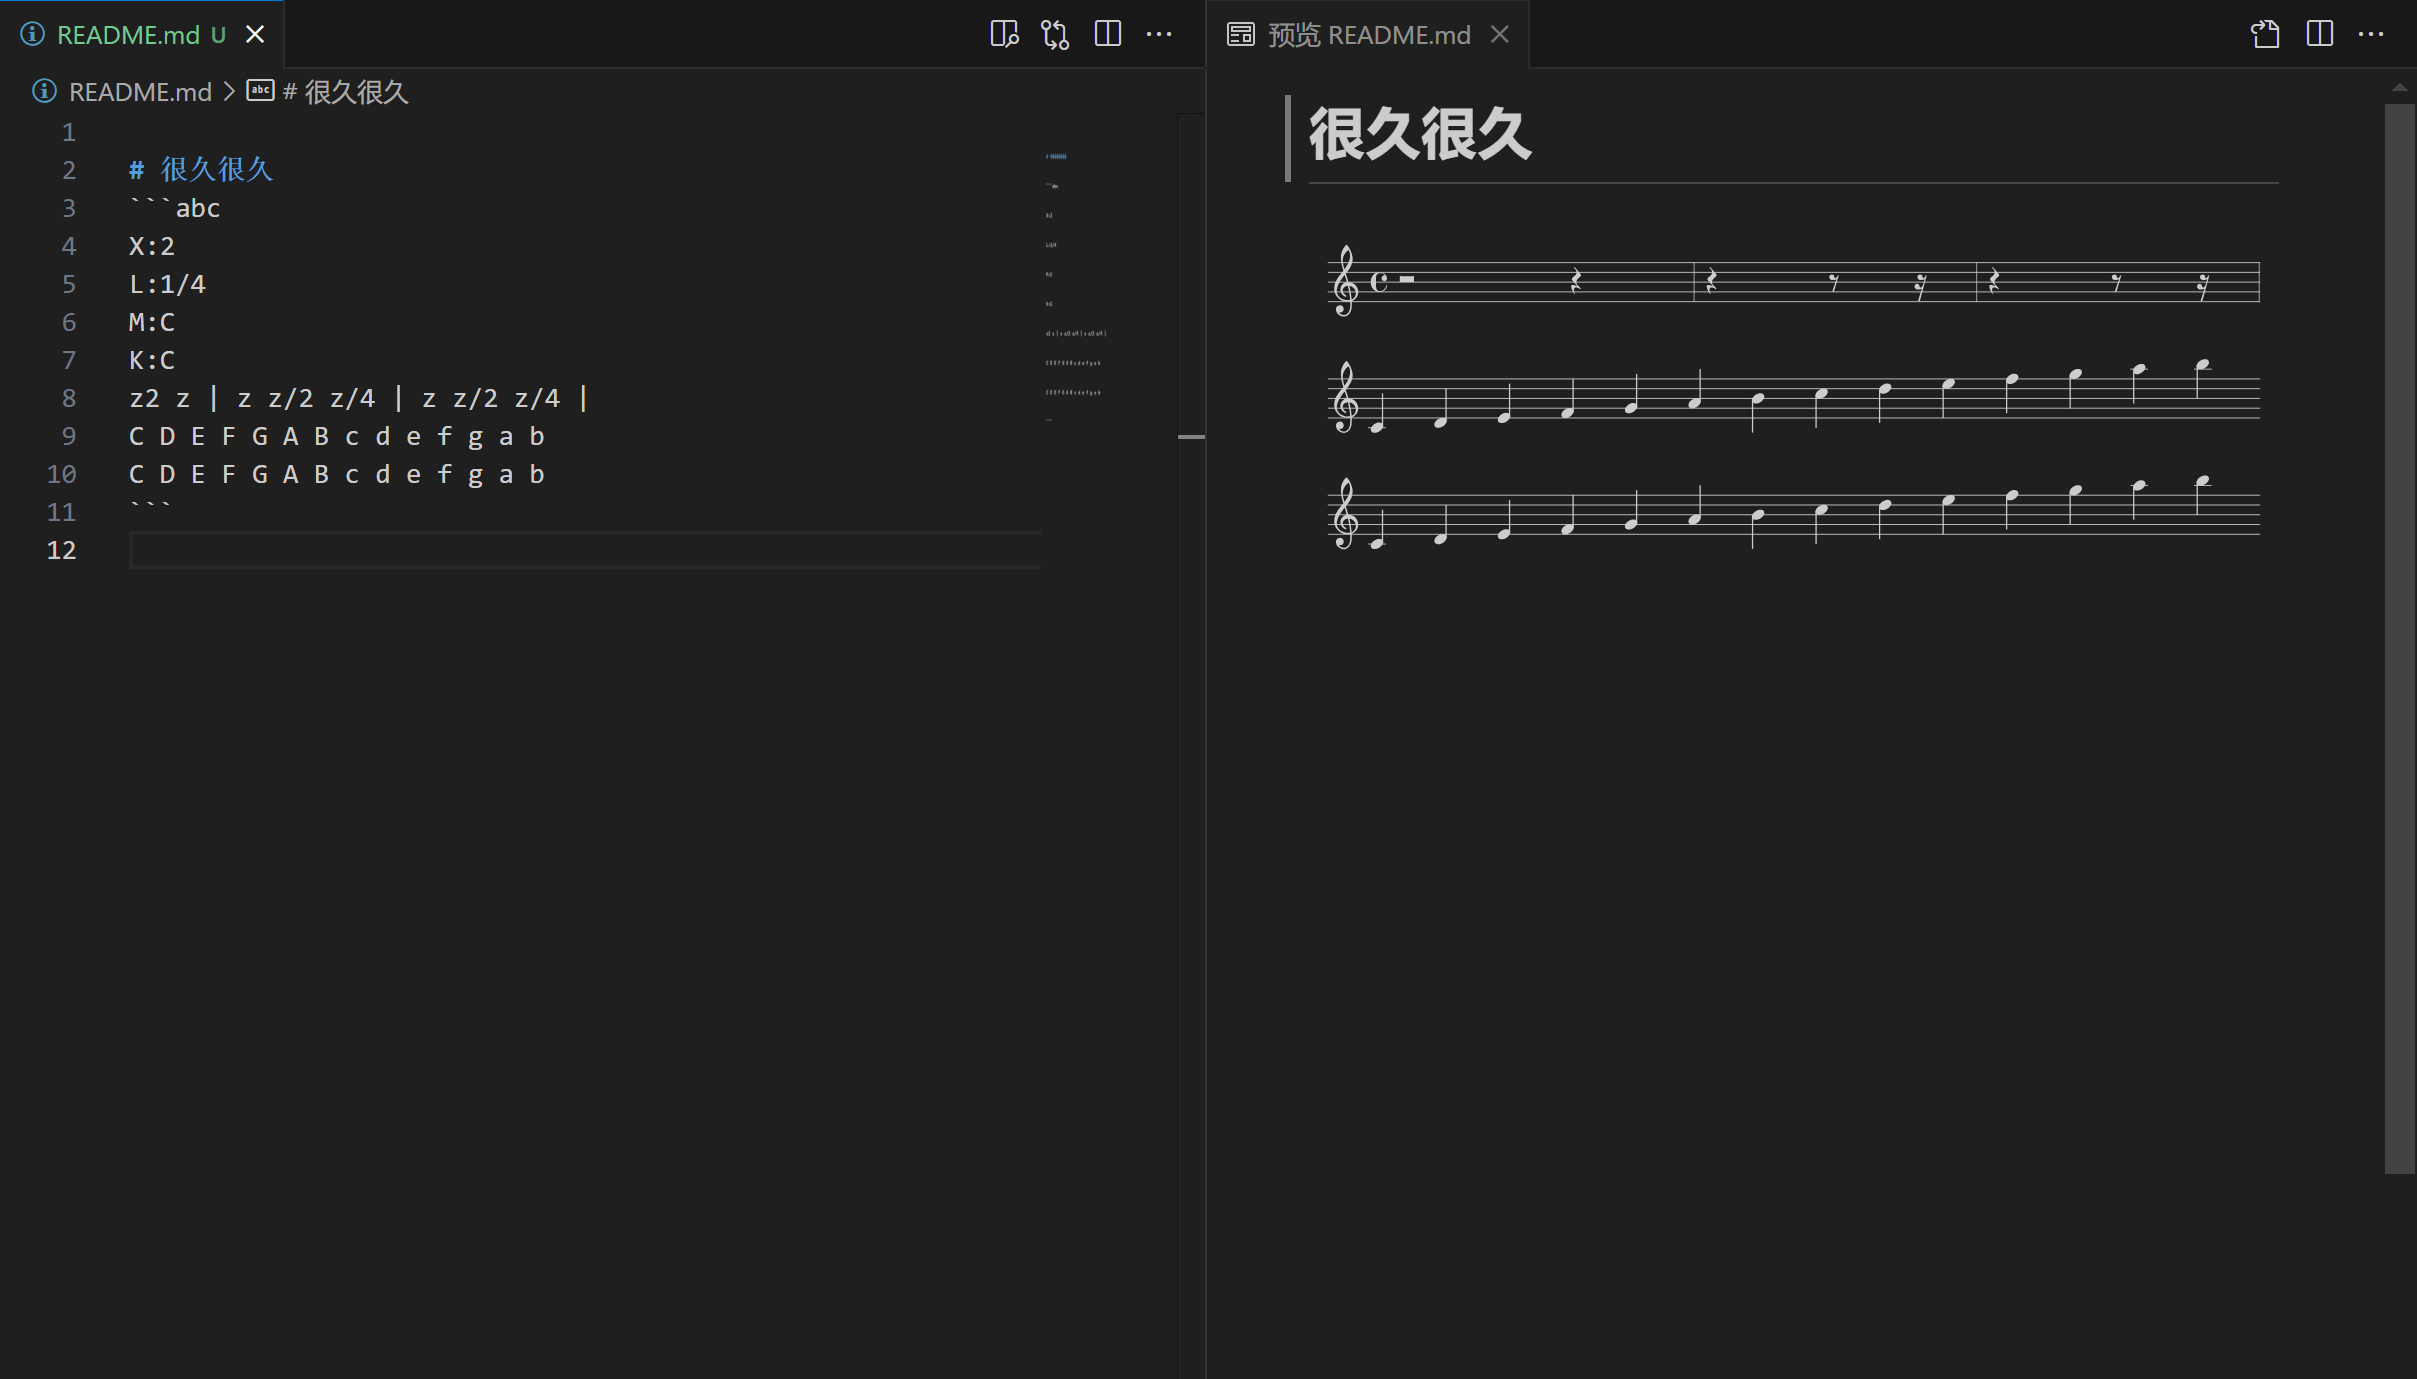 README.md U
预览 README.md
README.md > # 很久很久
1
2 # 很久很久
3 ```abc
4 X:2
5 L:1/4
6 M:C
7 K:C
8 z2 z | z z/2 z/4 | z z/2 z/4 |
9 C D E F G A B c d e f g a b
10 C D E F G A B c d e f g a b
11 ```
12
很久很久